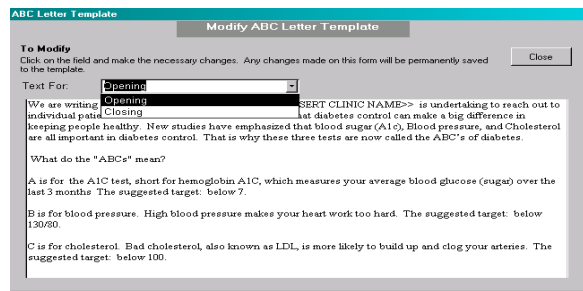 ABC Letter Template
Modify ABC Letter Template
To Modify
Click on the field and make the necessary changes. Any changes made on this form will be permanently saved
to the template.
Close
Text For: Opening
Opening
Closing
We are writing SERT CLINIC NAME>> is undertaking to reach out to
individual patie at diabetes control can make a big difference in
keeping people healthy. New studies have emphasized that blood sugar (A1c), Blood pressure, and Cholesterol
are all important in diabetes control. That is why these three tests are now called the ABC's of diabetes.
What do the "ABCs" mean?
A is for the A1C test, short for hemoglobin A1C, which measures your average blood glucose (sugar) over the
last 3 months The suggested target: below 7.
B is for blood pressure. High blood pressure makes your heart work too hard. The suggested target: below
130/80.
C is for cholesterol. Bad cholesterol, also known as LDL, is more likely to build up and clog your arteries. The
suggested target: below 100.